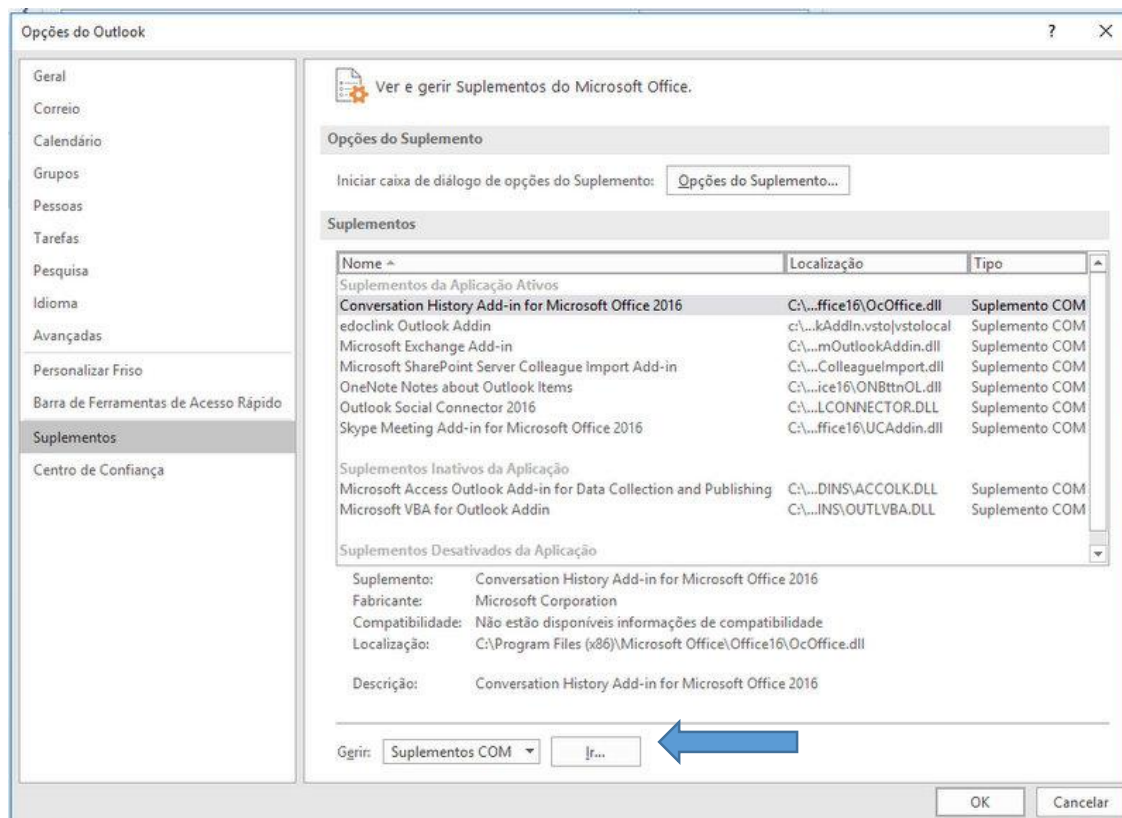 Opções do Outlook ? ×
Geral
Correio
Calendário
Grupos
Pessoas
Tarefas
Pesquisa
Idioma
Avançadas
Personalizar Friso
Barra de Ferramentas de Acesso Rápido
Suplementos
Centro de Confiança
Ver e gerir Suplementos do Microsoft Office.
Opções do Suplemento
Iniciar caixa de diálogo de opções do Suplemento: Opções do Suplemento...
Suplementos
Nome Localização Tipo
Suplementos da Aplicação Ativos
Conversation History Add-in for Microsoft Office 2016 C:\...ffice16\OcOffice.dll Suplemento COM
edoclink Outlook Addin c:\...kAddIn.vsto|vstolocal Suplemento COM
Microsoft Exchange Add-in C:\...mOutlookAddin.dll Suplemento COM
Microsoft SharePoint Server Colleague Import Add-in C:\...ColleagueImport.dll Suplemento COM
OneNote Notes about Outlook Items C:\...ice16\ONBttnOL.dll Suplemento COM
Outlook Social Connector 2016 C:\...LCONNECTOR.DLL Suplemento COM
Skype Meeting Add-in for Microsoft Office 2016 C:\...ffice16\UCAddin.dll Suplemento COM
Suplementos Inativos da Aplicação
Microsoft Access Outlook Add-in for Data Collection and Publishing C:\...DINS\ACCOLK.DLL Suplemento COM
Microsoft VBA for Outlook Addin C:\...INS\OUTLVBA.DLL Suplemento COM
Suplementos Desativados da Aplicação
Suplemento: Conversation History Add-in for Microsoft Office 2016
Fabricante: Microsoft Corporation
Compatibilidade: Não estão disponíveis informações de compatibilidade
Localização: C:\Program Files (x86)\Microsoft Office\Office16\OcOffice.dll
Descrição: Conversation History Add-in for Microsoft Office 2016
Gerir: Suplementos COM Ir...
OK Cancelar